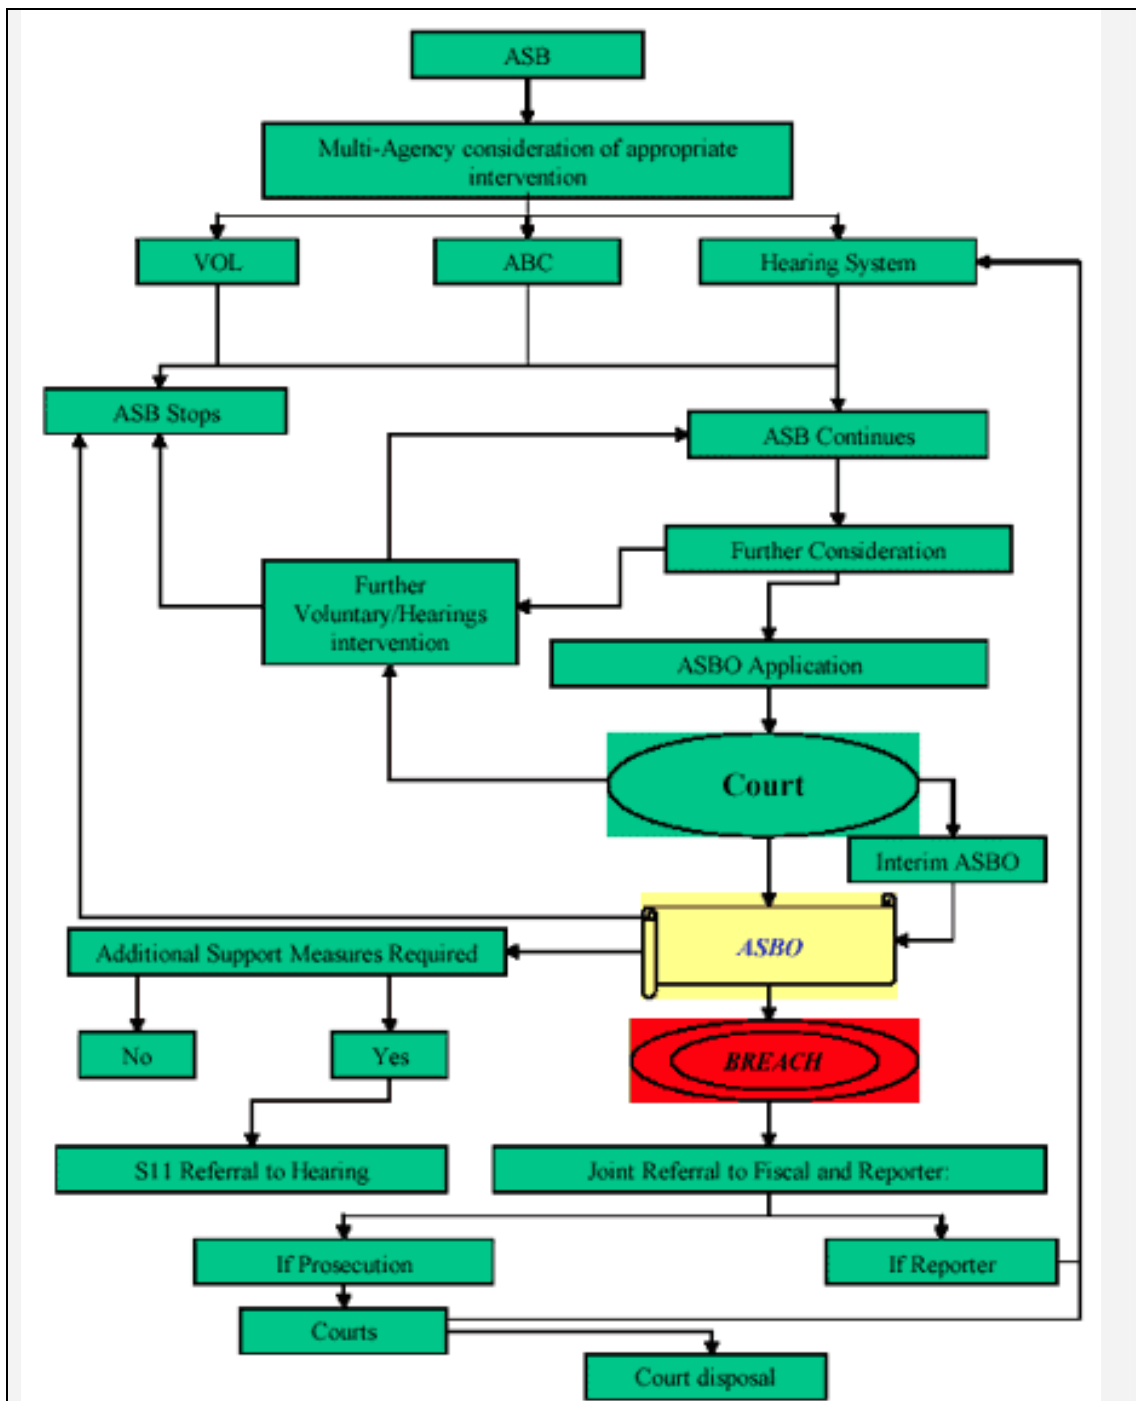 ASB
Multi-Agency consideration of appropriate
intervention
VOL
ABC
Hearing System
ASB Stops
ASB Continues
Further Consideration
Further
Voluntary/Hearings
intervention
ASBO Application
Court
Interim ASBO
ASBO
Additional Support Measures Required
No
Yes
BREACH
S11 Referral to Hearing
Joint Referral to Fiscal and Reporter:
If Prosecution
If Reporter
Courts
Court disposal